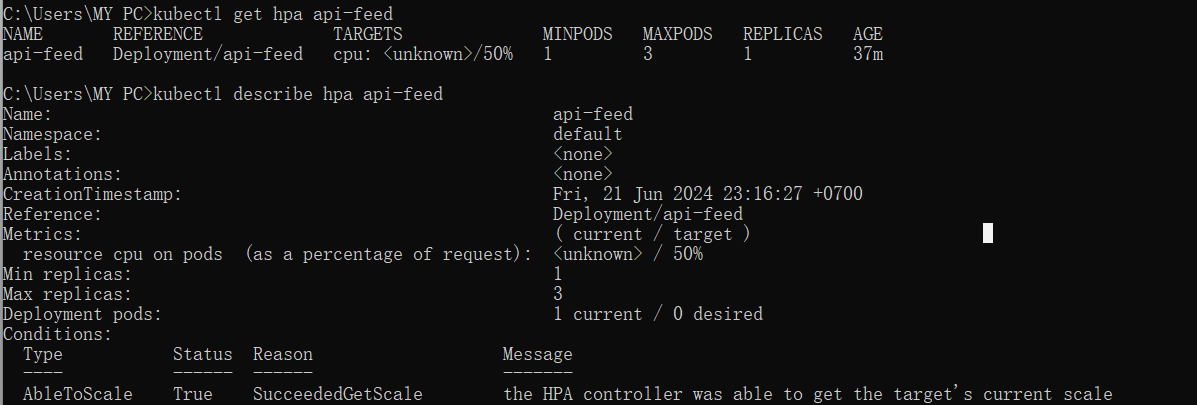 C:\Users\MY PC>kubectl get hpa api-feed
NAME REFERENCE TARGETS MINPODS MAXPODS REPLICAS AGE
api-feed Deployment/api-feed cpu: <unknown>/50% 1 3 1 37m
C:\Users\MY PC>kubectl describe hpa api-feed
Name: api-feed
Namespace: default
Labels: <none>
Annotations: <none>
CreationTimestamp: Fri, 21 Jun 2024 23:16:27 +0700
Reference: Deployment/api-feed
Metrics: ( current / target )
resource cpu on pods (as a percentage of request): <unknown> / 50%
Min replicas: 1
Max replicas: 3
Deployment pods: 1 current / 0 desired
Conditions:
Type Status Reason Message
---- ------ ------ -------
AbleToScale True SucceededGetScale the HPA controller was able to get the target's current scale